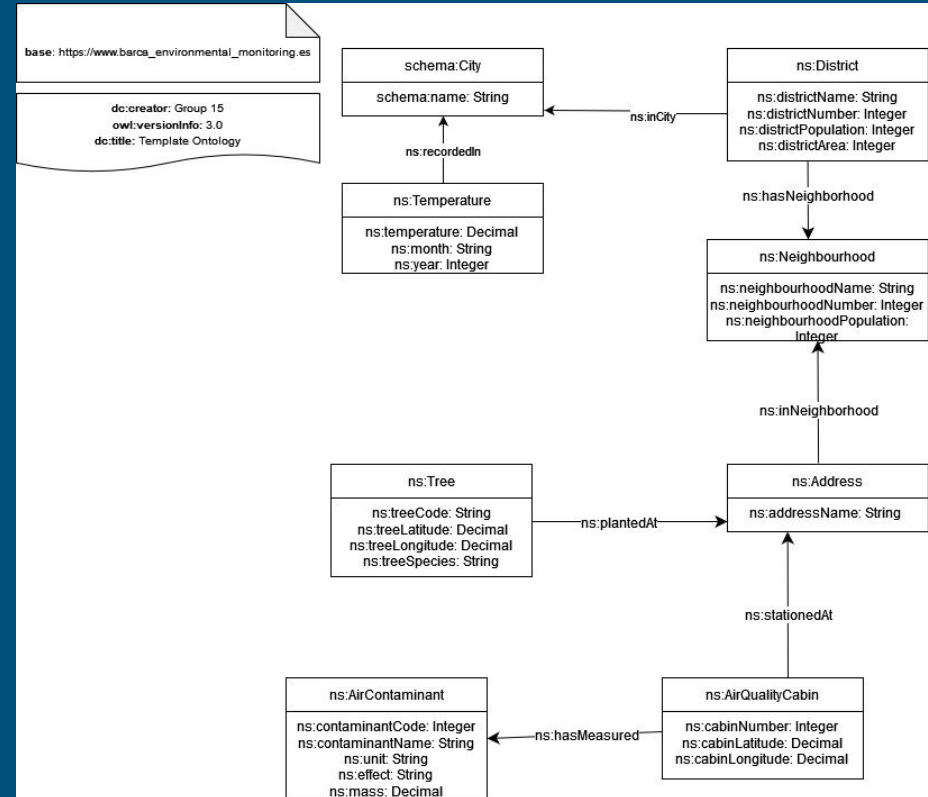 base: https://www.barca_environmental_monitoring.es
dc:creator: Group 15
owl:versionInfo: 3.0
dc:title: Template Ontology
schema:City
schema:name: String
ns:inCity
ns:District
ns:districtName: String
ns:districtNumber: Integer
ns:districtPopulation: Integer
ns:districtArea: Integer
ns:recordedIn
ns:hasNeighborhood
ns:Temperature
ns:temperature: Decimal
ns:month: String
ns:year: Integer
ns:Neighbourhood
ns:neighbourhoodName: String
ns:neighbourhoodNumber: Integer
ns:neighbourhoodPopulation:
Integer
ns:inNeighborhood
ns:Tree
ns:treeCode: String
ns:treeLatitude: Decimal
ns:treeLongitude: Decimal
ns:treeSpecies: String
ns:plantedAt
ns:Address
ns:addressName: String
ns:stationedAt
ns:AirContaminant
ns:contaminantCode: Integer
ns:contaminantName: String
ns:unit: String
ns:effect: String
ns:mass: Decimal
ns:hasMeasured
ns:AirQualityCabin
ns:cabinNumber: Integer
ns:cabinLatitude: Decimal
ns:cabinLongitude: Decimal